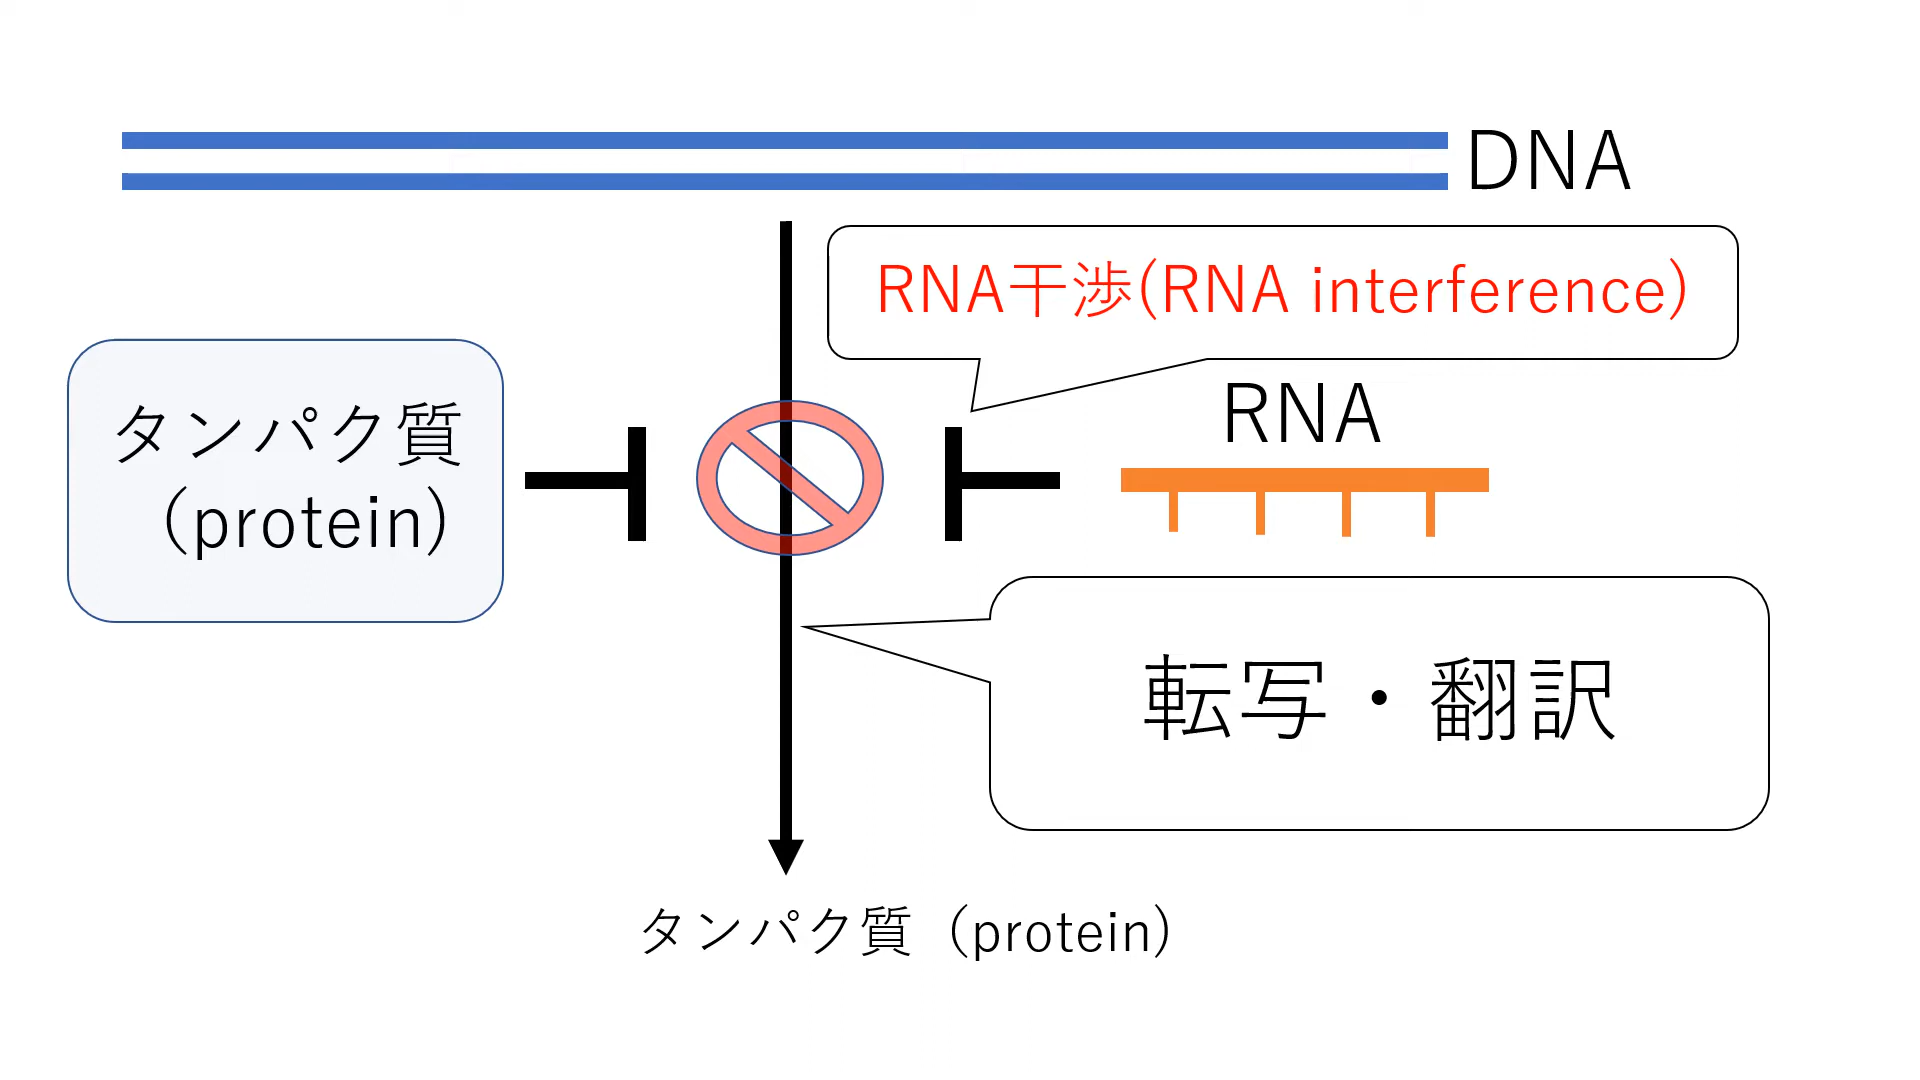 DNA
RNA干渉(RNA interference)
タンパク質
(protein)
RNA
転写・翻訳
タンパク質 (protein)